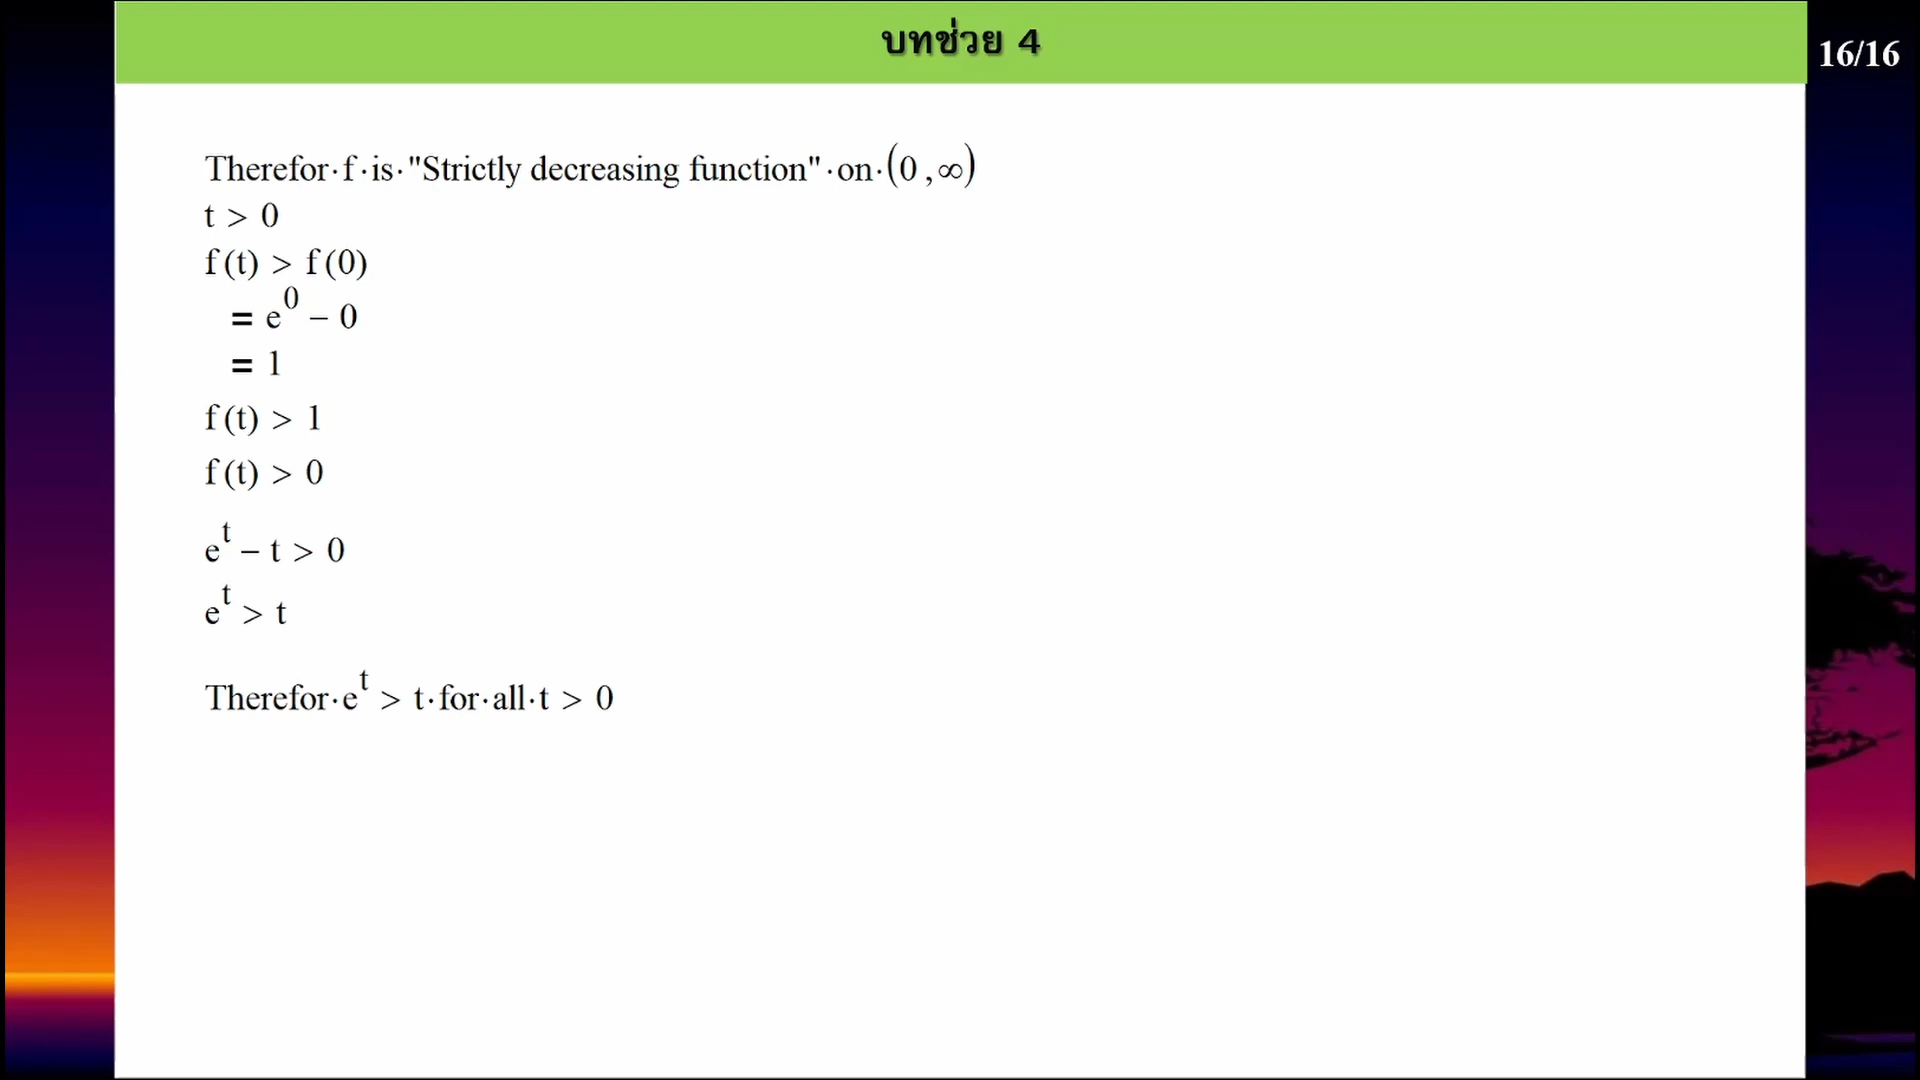 บทช่วย 4
16/16
Therefor·f·is·"Strictly decreasing function"·on·(0 ,∞)
t > 0
f(t) > f(0)
= e^0 − 0
= 1
f(t) > 1
f(t) > 0
e^t − t > 0
e^t > t
Therefor·e^t > t·for·all·t > 0